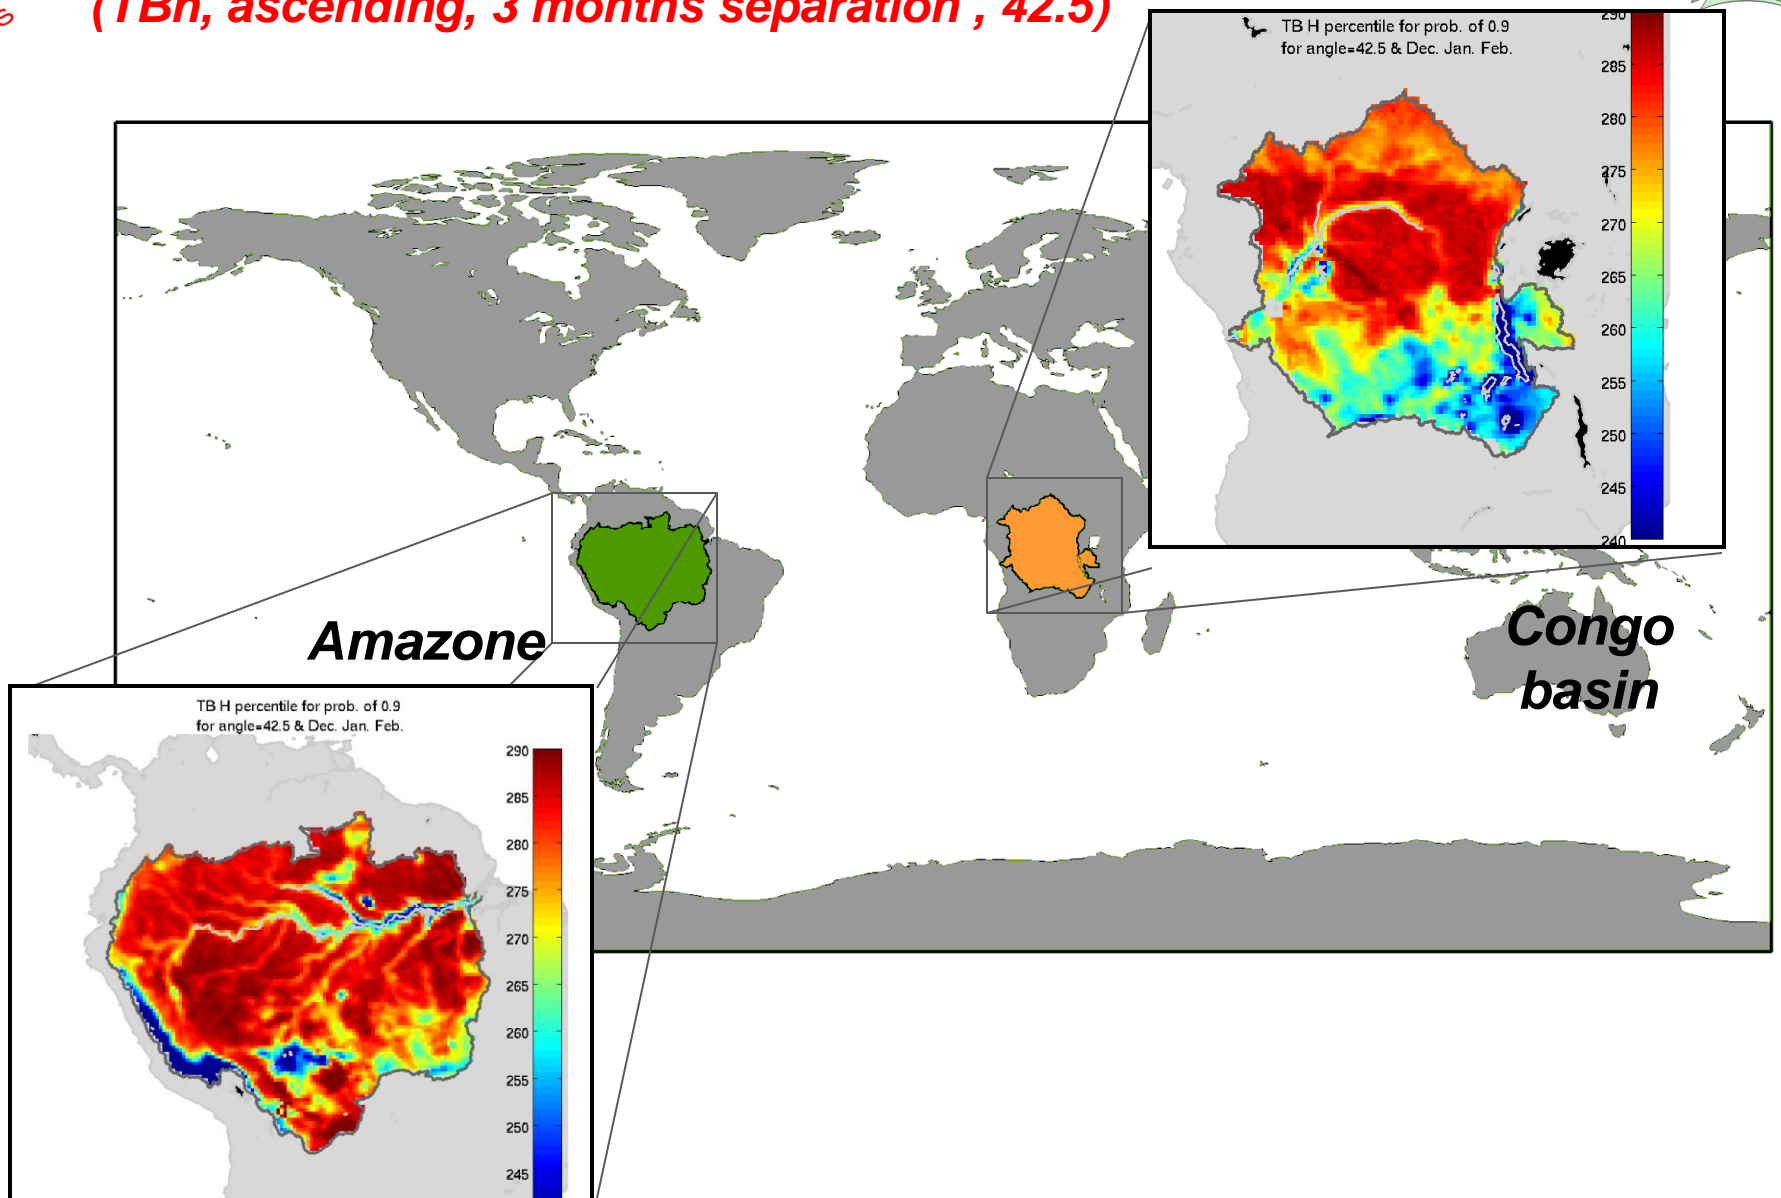 (TBh, ascending, 3 months separation , 42.5)
TB H percentile for prob. of 0.9
for angle=42.5 & Dec. Jan. Feb.
290
285
280
275
270
265
260
255
250
245
240
Amazone
Congo
basin
TB H percentile for prob. of 0.9
for angle=42.5 & Dec. Jan. Feb.
290
285
280
275
270
265
260
255
250
245